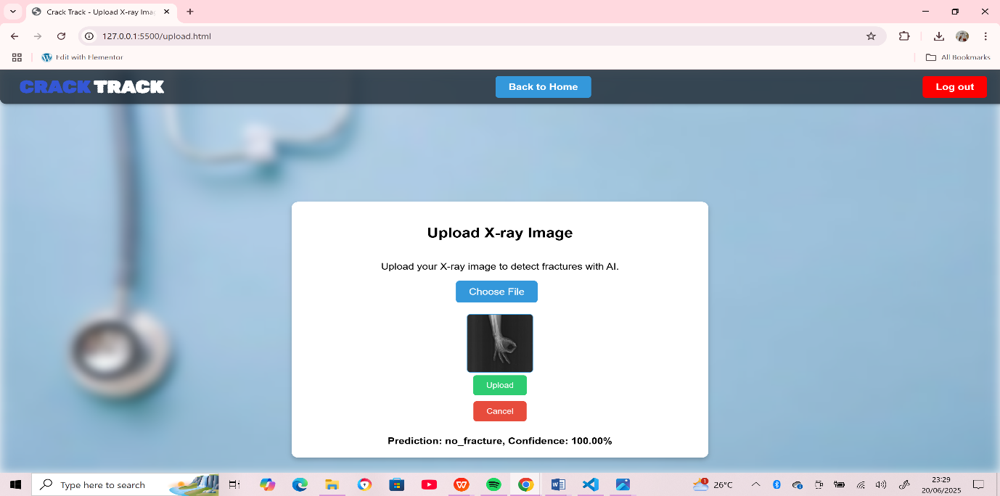 Crack Track - Upload X-ray Imag
127.0.0.1:5500/upload.html
Edit with Elementor
All Bookmarks
CRACK TRACK
Back to Home
Log out
Upload X-ray Image
Upload your X-ray image to detect fractures with AI.
Choose File
Upload
Cancel
Prediction: no_fracture, Confidence: 100.00%
Type here to search
1
26°C
23:29
20/06/2025